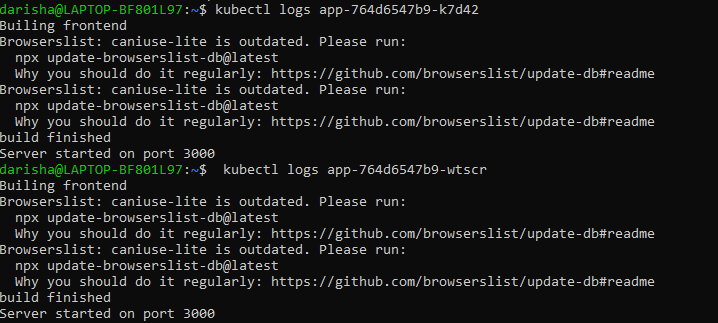 darisha@LAPTOP-BF801L97:~$ kubectl logs app-764d6547b9-k7d42
Builing frontend
Browserslist: caniuse-lite is outdated. Please run:
  npx update-browserslist-db@latest
  Why you should do it regularly: https://github.com/browserslist/update-db#readme
Browserslist: caniuse-lite is outdated. Please run:
  npx update-browserslist-db@latest
  Why you should do it regularly: https://github.com/browserslist/update-db#readme
build finished
Server started on port 3000
darisha@LAPTOP-BF801L97:~$  kubectl logs app-764d6547b9-wtscr
Builing frontend
Browserslist: caniuse-lite is outdated. Please run:
  npx update-browserslist-db@latest
  Why you should do it regularly: https://github.com/browserslist/update-db#readme
Browserslist: caniuse-lite is outdated. Please run:
  npx update-browserslist-db@latest
  Why you should do it regularly: https://github.com/browserslist/update-db#readme
build finished
Server started on port 3000